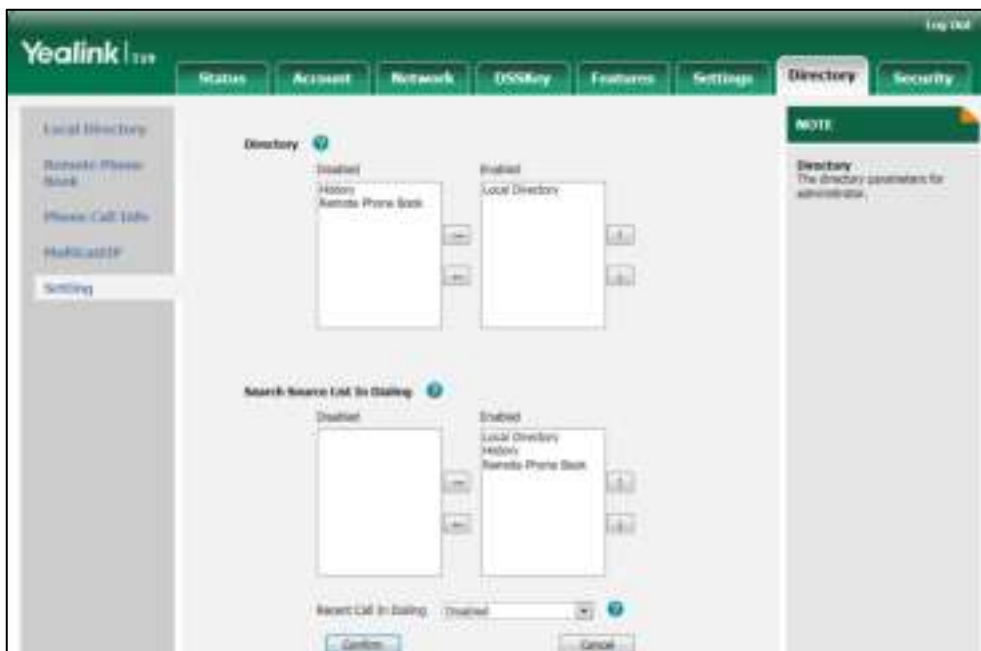 Log Out
Yealink
Status Account Network DSSKey Features Settings Directory Security
Local Directory
Remote Phone Book
Phone Call Info
Multicast IP
Setting
Directory
Disabled
History
Remote Phone Book
Enabled
Local Directory
Search Source List In Dialing
Disabled
Enabled
Local Directory
History
Remote Phone Book
Recent Call In Dialing Disabled
Confirm Cancel
NOTE
Directory
The directory parameters for
administrator.